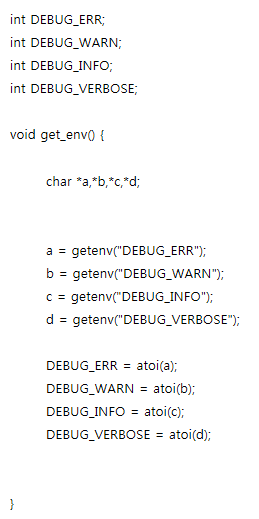 int DEBUG_ERR;
int DEBUG_WARN;
int DEBUG_INFO;
int DEBUG_VERBOSE;
void get_env() {
char *a,*b,*c,*d;
a = getenv("DEBUG_ERR");
b = getenv("DEBUG_WARN");
c = getenv("DEBUG_INFO");
d = getenv("DEBUG_VERBOSE");
DEBUG_ERR = atoi(a);
DEBUG_WARN = atoi(b);
DEBUG_INFO = atoi(c);
DEBUG_VERBOSE = atoi(d);
}